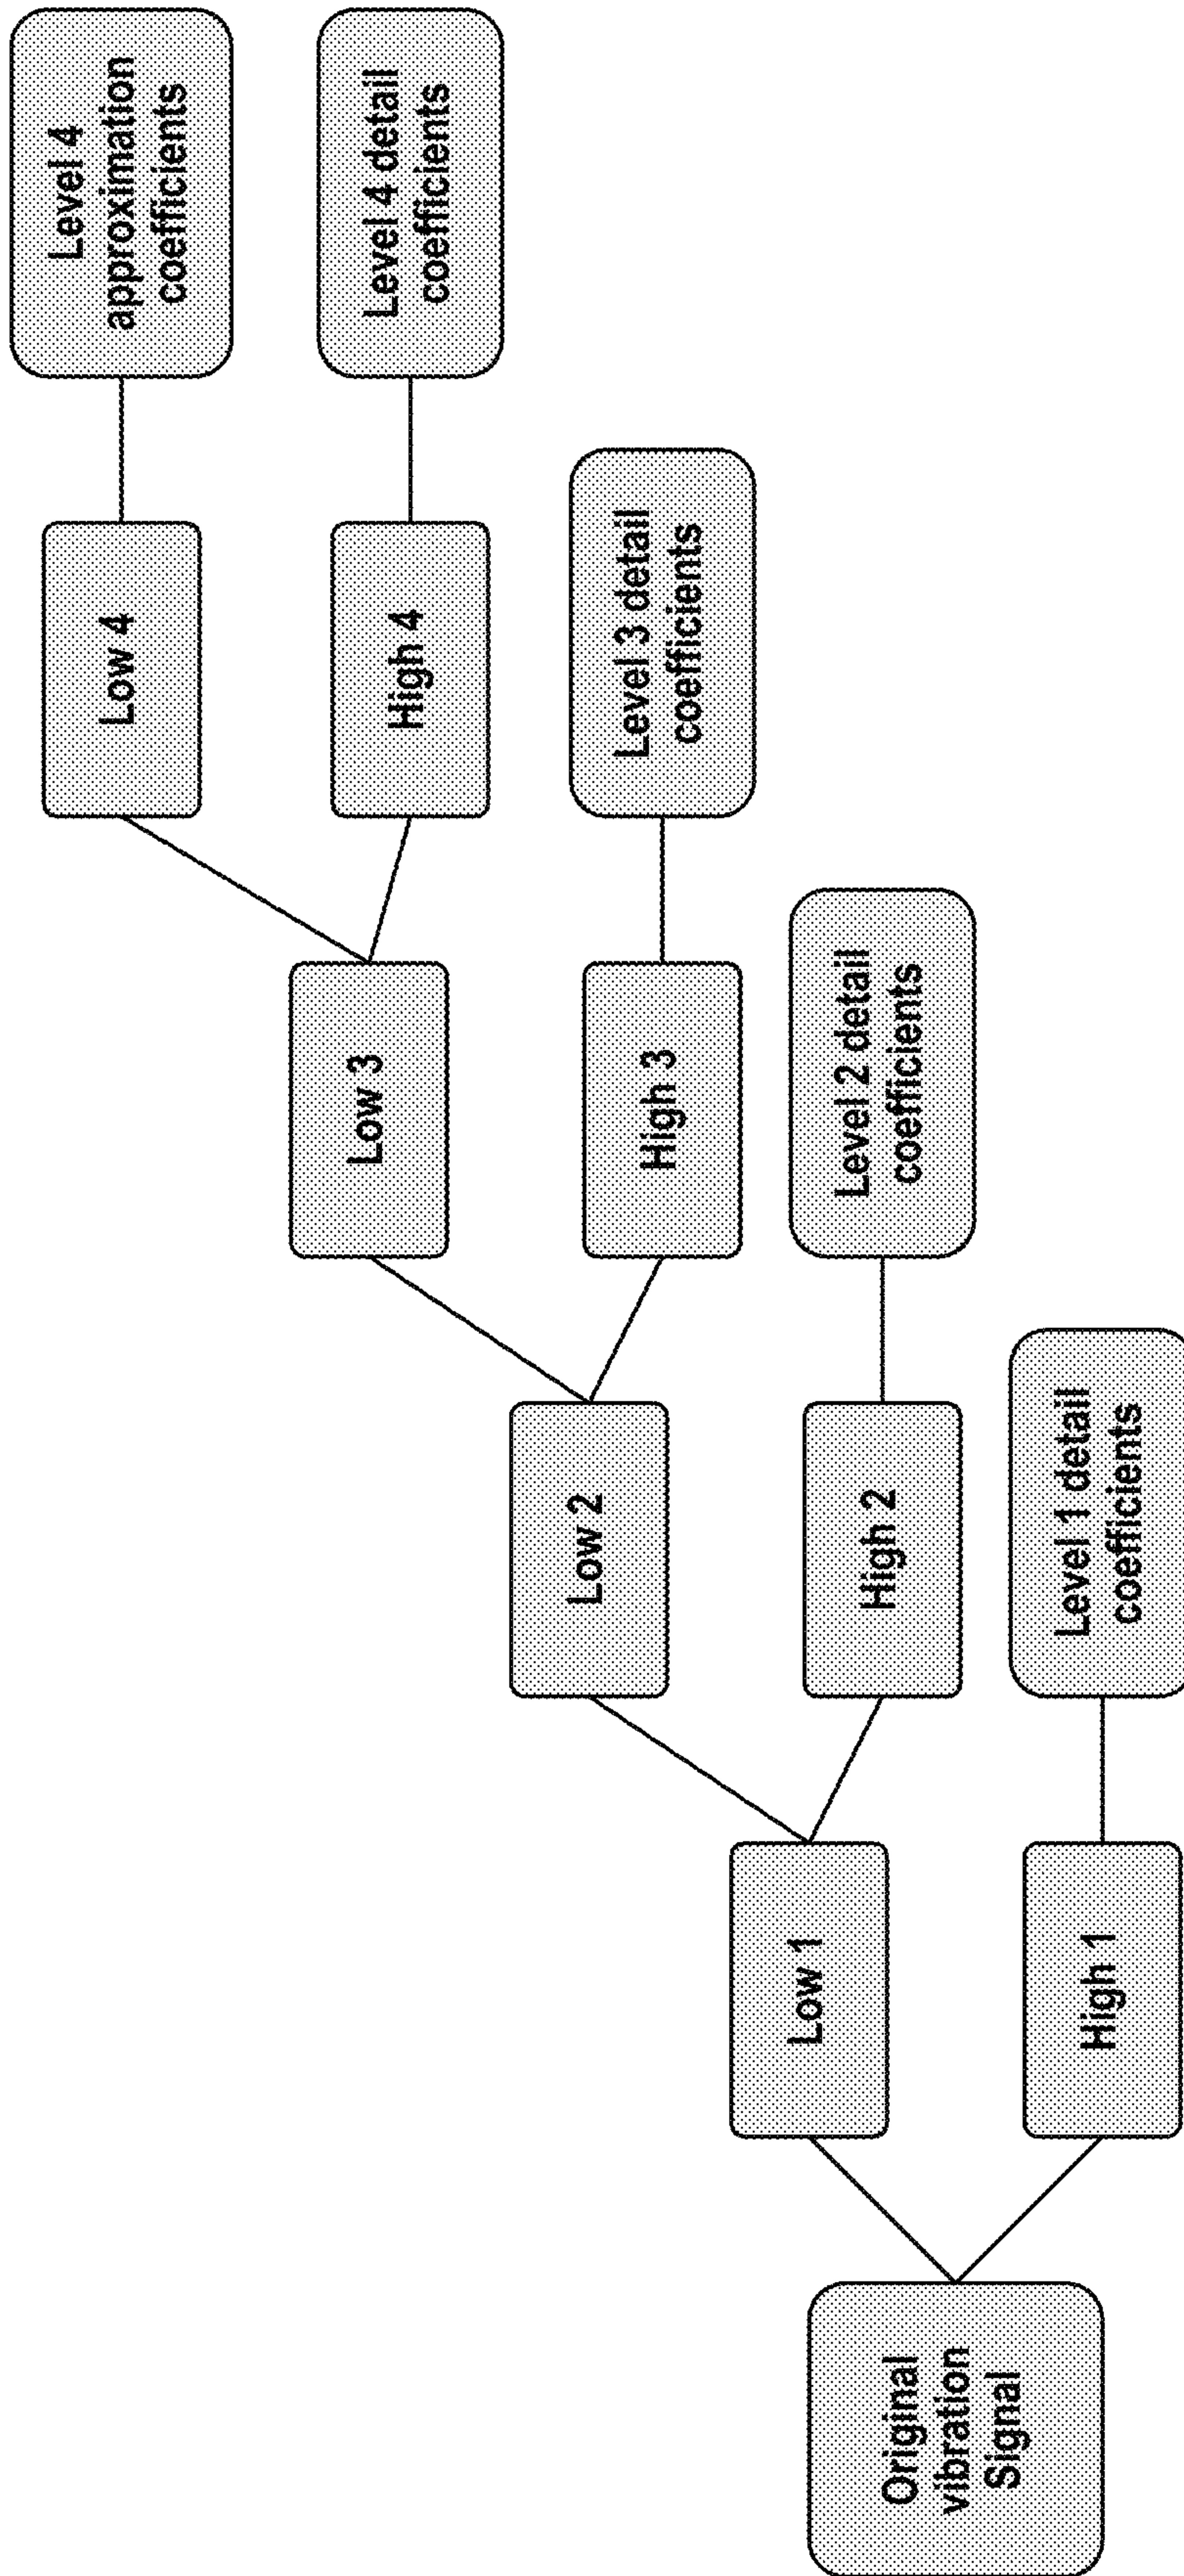 Original
vibration
Signal
Low 1
High 1
Low 2
High 2
Level 1 detail
coefficients
Low 3
High 3
Level 2 detail
coefficients
Low 4
High 4
Level 3 detail
coefficients
Level 4
approximation
coefficients
Level 4 detail
coefficients